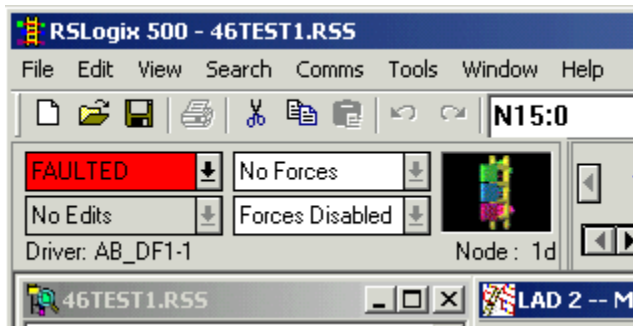 RSLogix 500 - 46TEST1.RSS
File Edit View Search Comms Tools Window Help
N15:0
FAULTED No Forces
No Edits Forces Disabled
Driver: AB_DF1-1 Node : 1d
46TEST1.RSS LAD 2 -- M